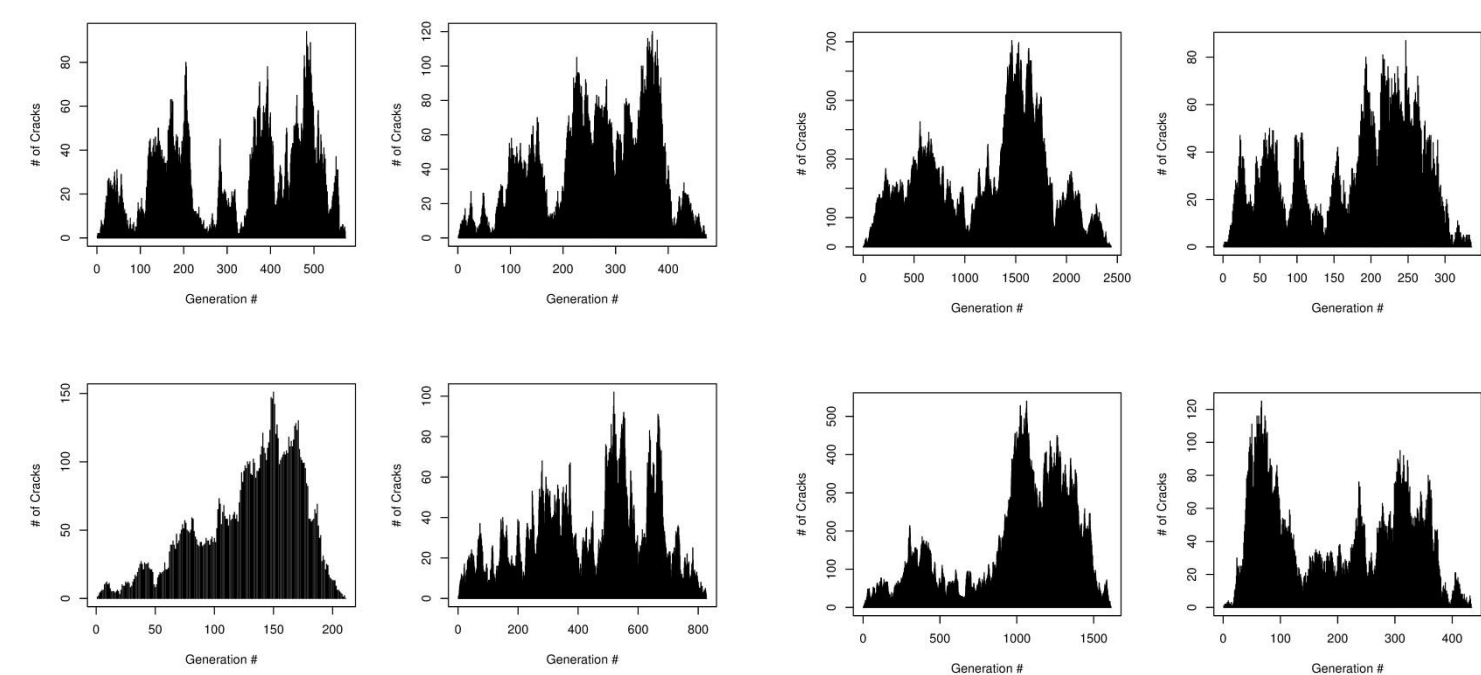 # of Cracks
0 20 40 60 80
0 100 200 300 400 500
Generation #
# of Cracks
0 20 40 60 80 100 120
0 100 200 300 400
Generation #
# of Cracks
0 100 300 500 700
0 500 1000 1500 2000 2500
Generation #
# of Cracks
0 20 40 60 80
0 50 100 150 200 250 300
Generation #
# of Cracks
0 50 100 150
0 50 100 150 200
Generation #
# of Cracks
0 20 40 60 80 100
0 200 400 600 800
Generation #
# of Cracks
0 100 200 300 400 500
0 500 1000 1500
Generation #
# of Cracks
0 20 40 60 80 100 120
0 100 200 300 400
Generation #